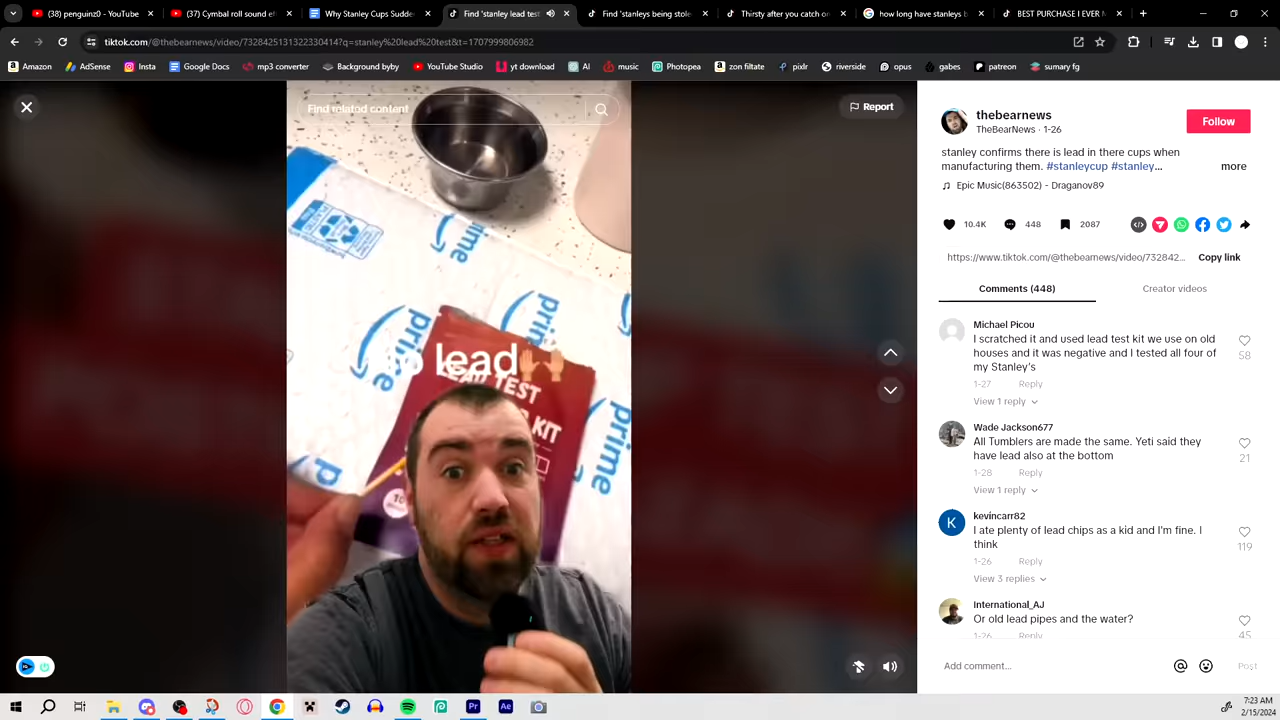 (38) penguinz0 - YouTube
(37) Cymbal roll sound e
Why Stanley Cups Sudde
Find 'stanley lead test
Find 'stanleys being stole
Thirsty after you catch o
how long have stanleys b
BEST PURCHASE I EVER M
tiktok.com/@thebearnews/video/7328425131322330414?q=stanley%20lead%20test&t=1707999806982
Amazon
AdSense
Insta
Google Docs
mp3 converter
Background byby
YouTube Studio
yt download
AI
music
Photopea
zon filtate
pixlr
riverside
opus
gabes
patreon
sumary fg
Find related content
Report
thebearnews
TheBearNews · 1-26
Follow
stanley confirms there is lead in there cups when
manufacturing them. #stanleycup #stanley...
more
Epic Music(863502) - Draganov89
10.4K
448
2087
https://www.tiktok.com/@thebearnews/video/732842...
Copy link
Comments (448)
Creator videos
Michael Picou
I scratched it and used lead test kit we use on old
houses and it was negative and I tested all four of
my Stanley's
58
1-27
Reply
View 1 reply
Wade Jackson677
All Tumblers are made the same. Yeti said they
have lead also at the bottom
21
1-28
Reply
View 1 reply
K
kevincarr82
I ate plenty of lead chips as a kid and I'm fine. I
think
119
1-26
Reply
View 3 replies
International_AJ
Or old lead pipes and the water?
45
1-26
Reply
Add comment...
Post
prime
prime
prime
prime
prime
lead
LEAD TEST
KIT
10
7:23 AM
2/15/2024